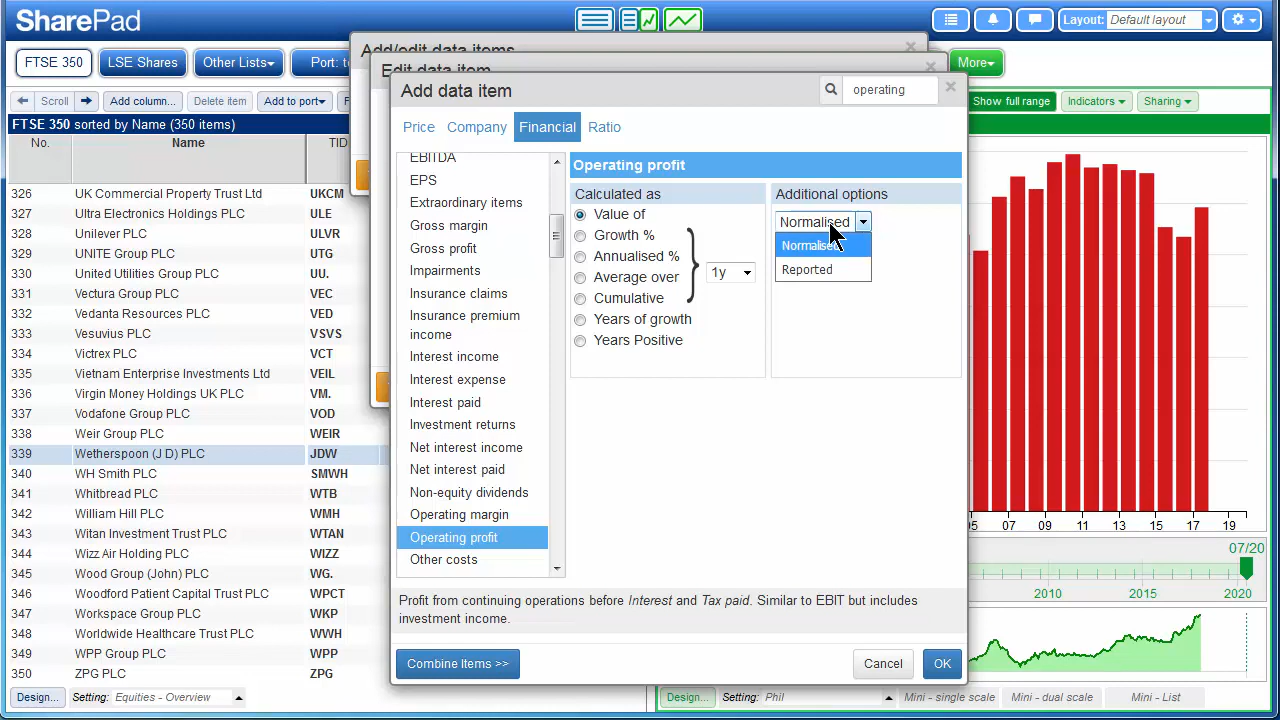 SharePad
Layout: Default layout
FTSE 350
LSE Shares
Other Lists
Port: t
More
Add/edit data items
Edit data item
Add data item
operating
Scroll
Add column...
Delete item
Add to port
Show full range
Indicators
Sharing
FTSE 350 sorted by Name (350 items)
No. Name TID
326 UK Commercial Property Trust Ltd UKCM
327 Ultra Electronics Holdings PLC ULE
328 Unilever PLC ULVR
329 UNITE Group PLC UTG
330 United Utilities Group PLC UU.
331 Vectura Group PLC VEC
332 Vedanta Resources PLC VED
333 Vesuvius PLC VSVS
334 Victrex PLC VCT
335 Vietnam Enterprise Investments Ltd VEIL
336 Virgin Money Holdings UK PLC VM.
337 Vodafone Group PLC VOD
338 Weir Group PLC WEIR
339 Wetherspoon (J D) PLC JDW
340 WH Smith PLC SMWH
341 Whitbread PLC WTB
342 William Hill PLC WMH
343 Witan Investment Trust PLC WTAN
344 Wizz Air Holding PLC WIZZ
345 Wood Group (John) PLC WG.
346 Woodford Patient Capital Trust PLC WPCT
347 Workspace Group PLC WKP
348 Worldwide Healthcare Trust PLC WWH
349 WPP Group PLC WPP
350 ZPG PLC ZPG
Design... Setting: Equities - Overview
Price Company Financial Ratio
EBITDA
EPS
Extraordinary items
Gross margin
Gross profit
Impairments
Insurance claims
Insurance premium
income
Interest income
Interest expense
Interest paid
Investment returns
Net interest income
Net interest paid
Non-equity dividends
Operating margin
Operating profit
Other costs
Operating profit
Calculated as
Value of
Growth %
Annualised %
Average over
Cumulative
Years of growth
Years Positive
1y
Additional options
Normalised
Normalised
Reported
Profit from continuing operations before Interest and Tax paid. Similar to EBIT but includes
investment income.
Combine Items >>
Cancel
OK
05 07 09 11 13 15 17 19
07/20
2010 2015 2020
Design... Setting: Phil
Mini - single scale
Mini - dual scale
Mini - List